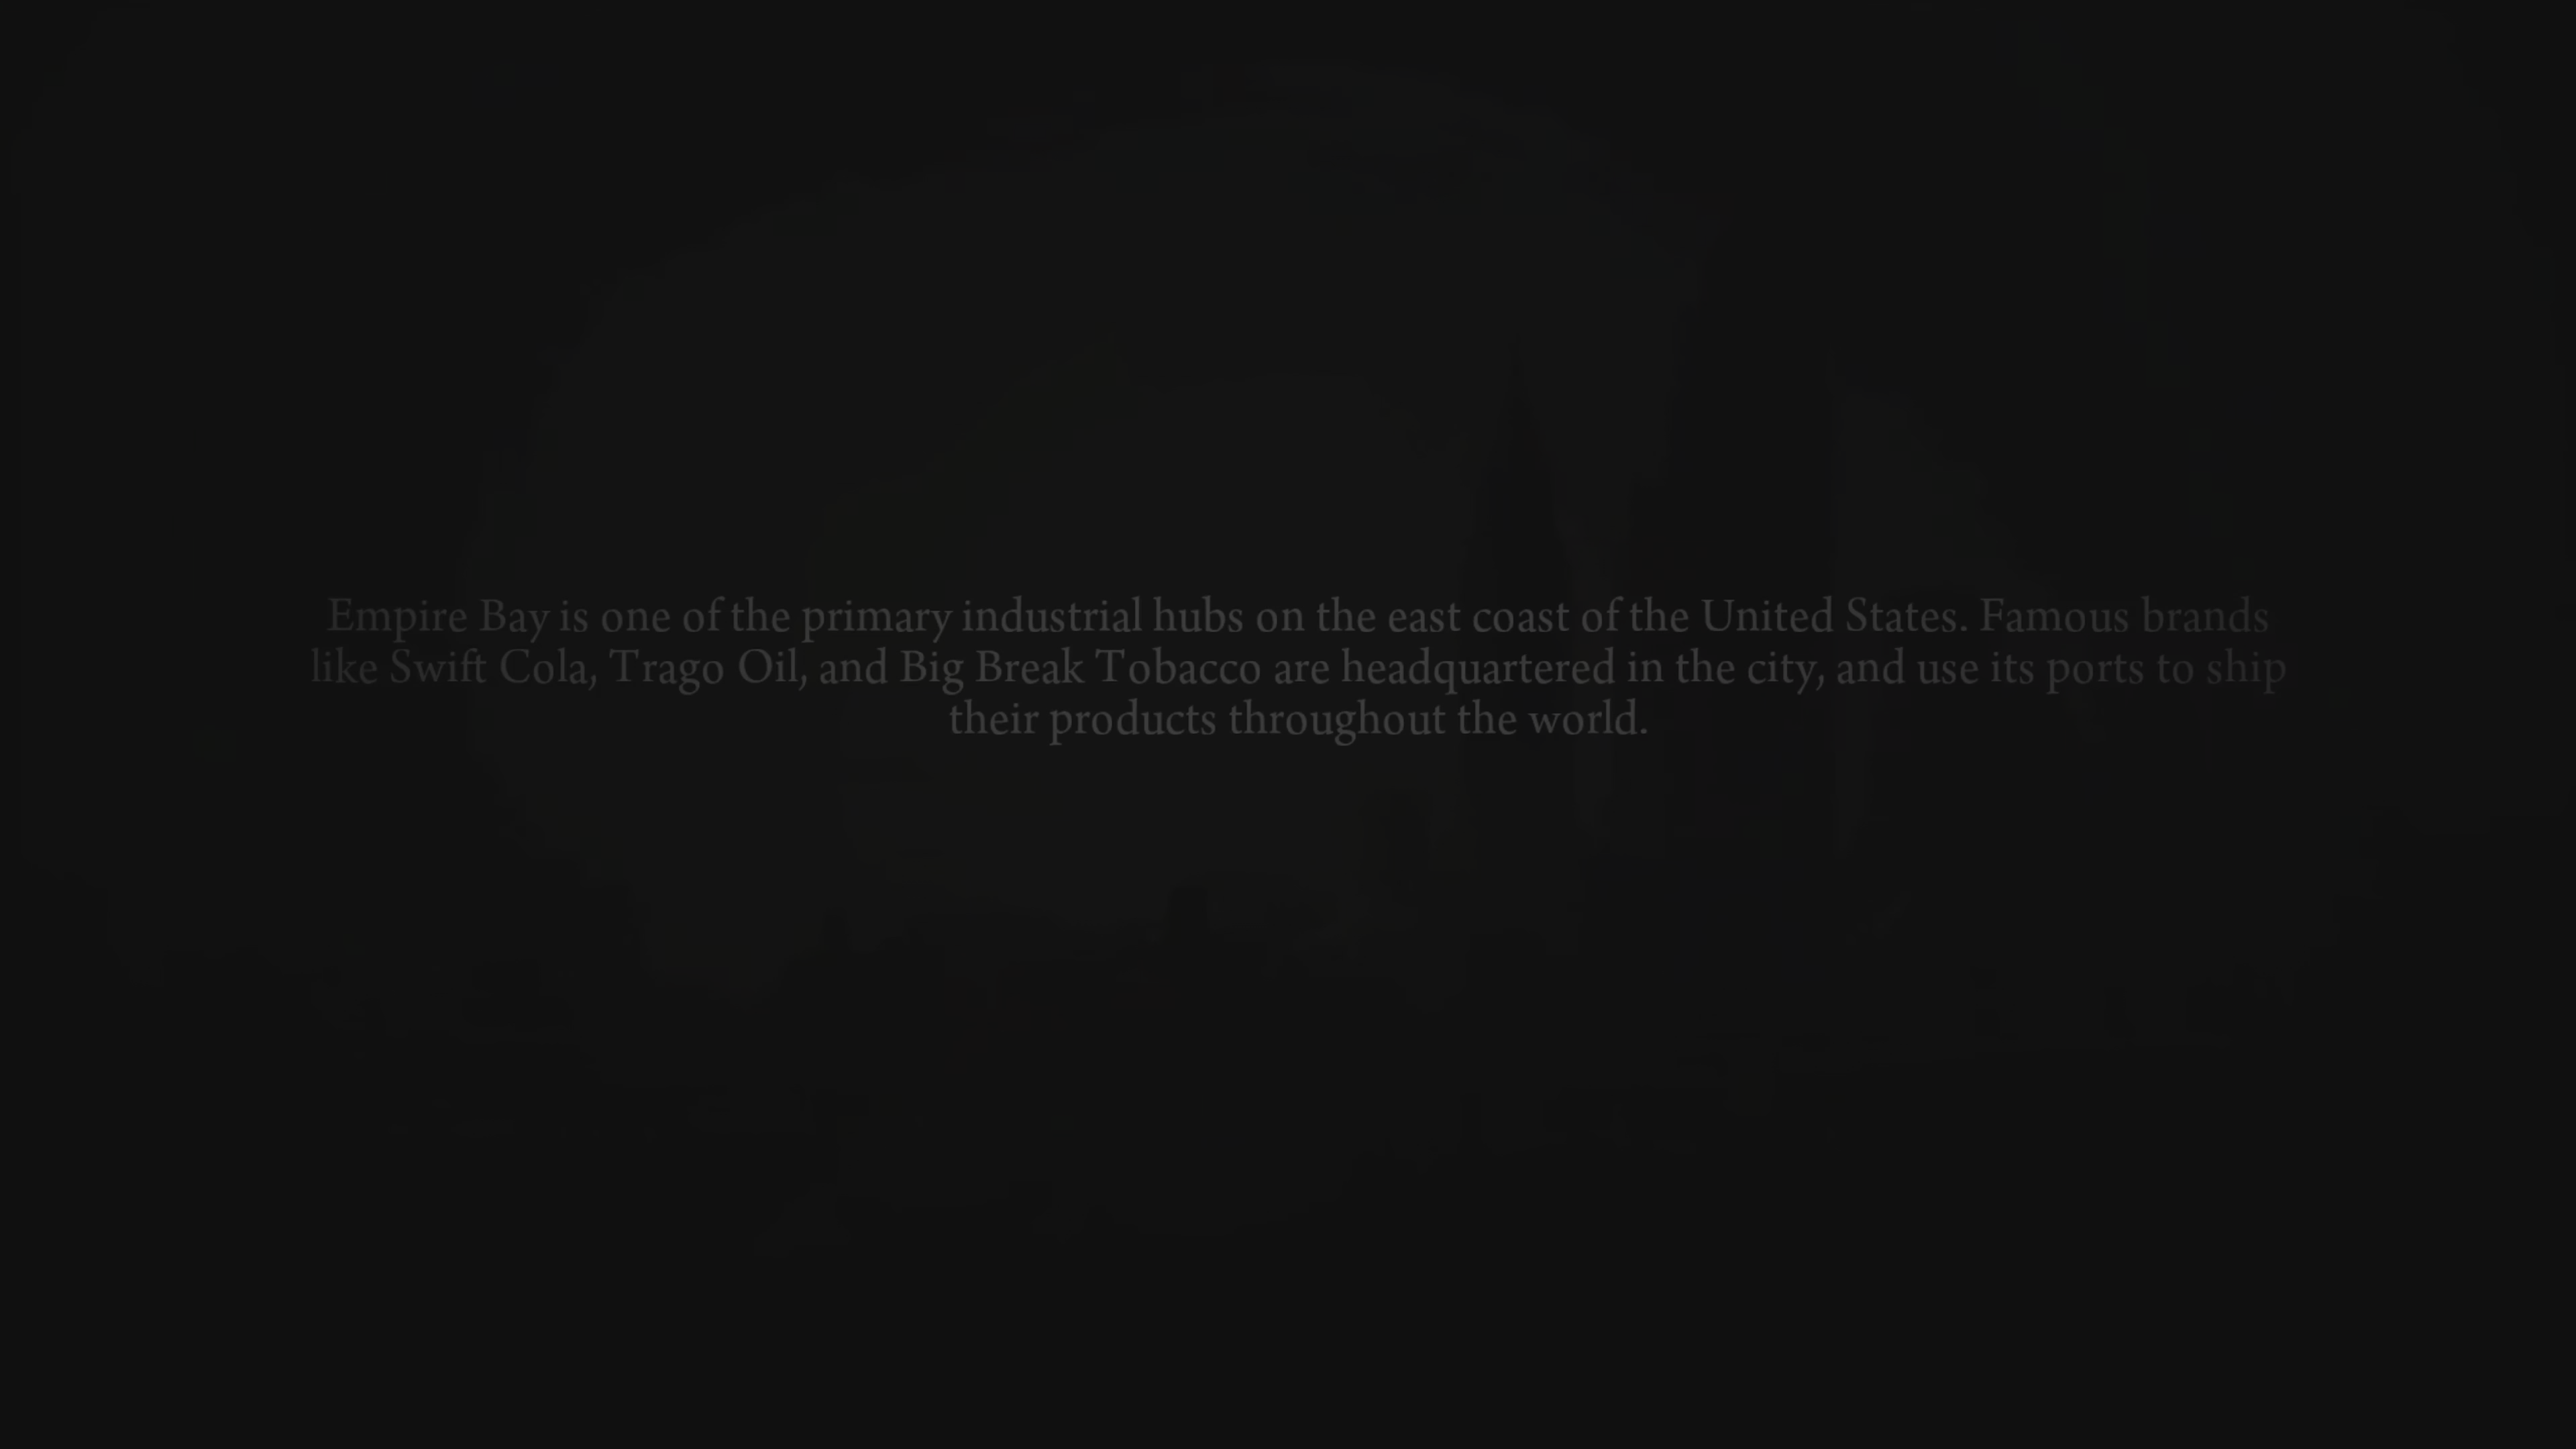 Empire Bay is one of the primary industrial hubs on the east coast of the United States. Famous brands
like Swift Cola, Trago Oil, and Big Break Tobacco are headquartered in the city, and use its ports to ship
their products throughout the world.